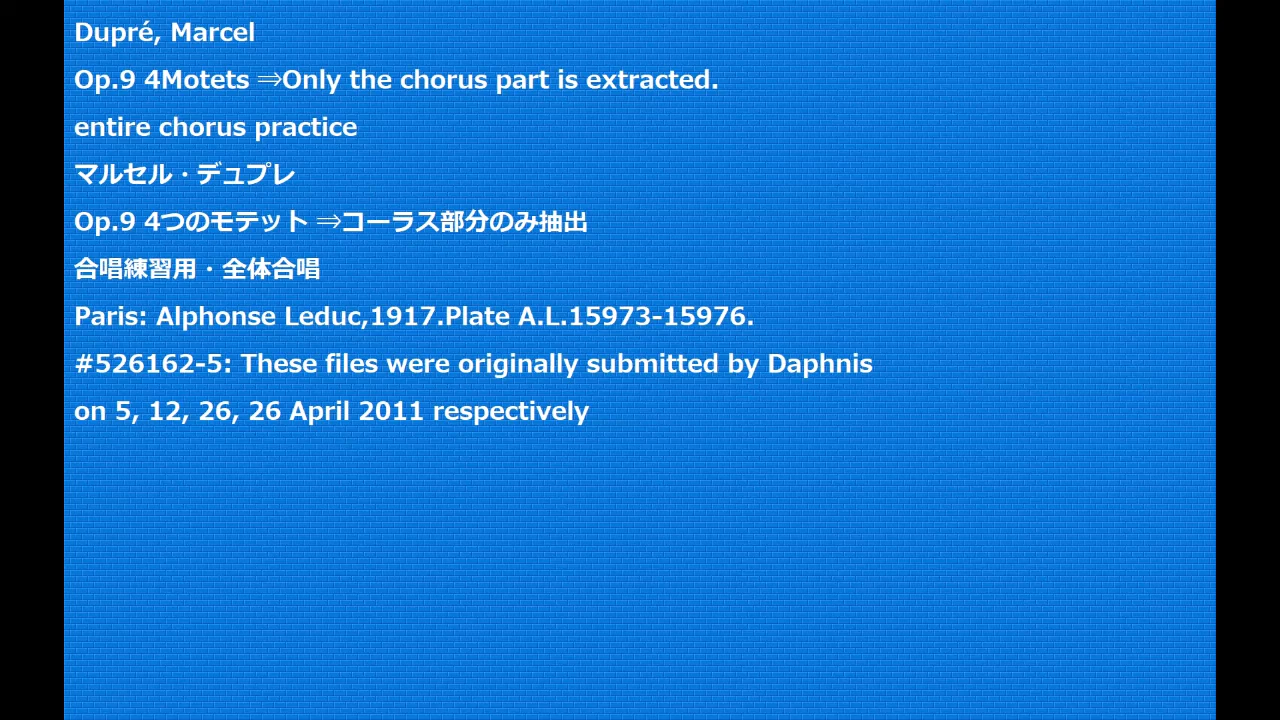 Dupré, Marcel
Op.9 4Motets ⇒Only the chorus part is extracted.
entire chorus practice
マルセル・デュプレ
Op.9 4つのモテット ⇒コーラス部分のみ抽出
合唱練習用・全体合唱
Paris: Alphonse Leduc,1917.Plate A.L.15973-15976.
#526162-5: These files were originally submitted by Daphnis
on 5, 12, 26, 26 April 2011 respectively